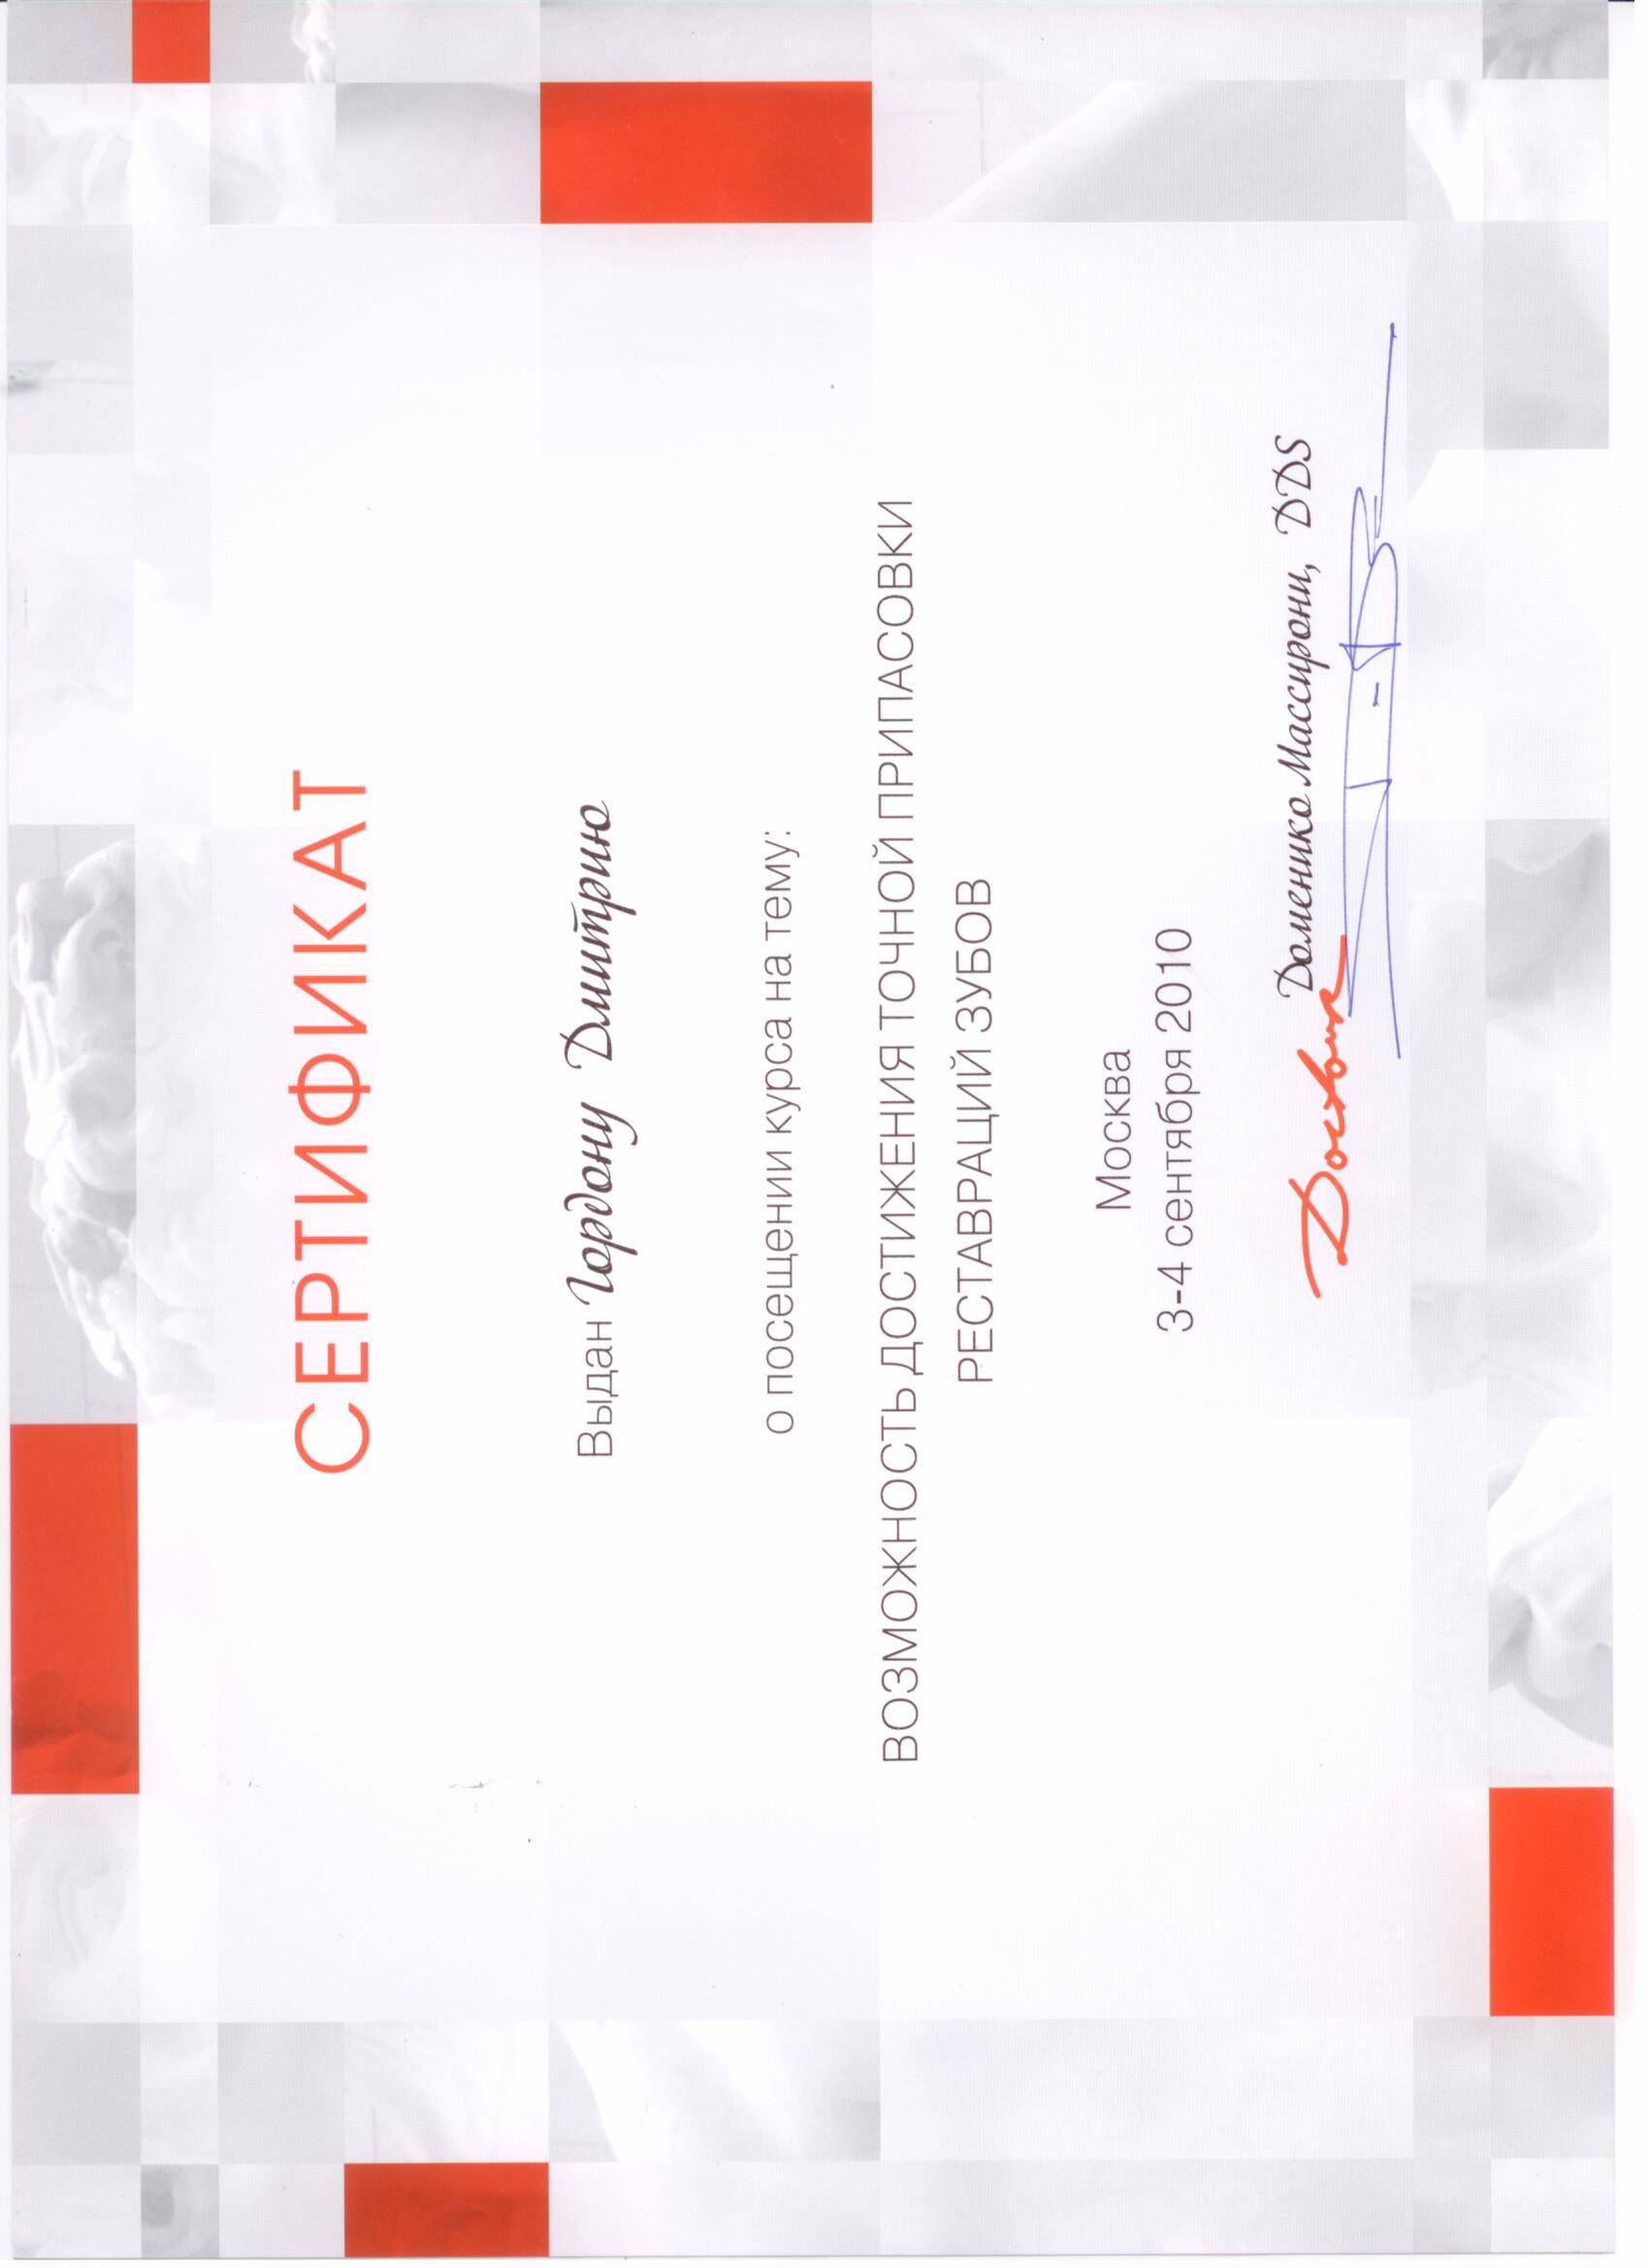 СЕРТИФИКАТ
Выдан Гордону Дмитрию
о посещении курса на тему:
ВОЗМОЖНОСТЬ ДОСТИЖЕНИЯ ТОЧНОЙ ПРИПАСОВКИ
РЕСТАВРАЦИЙ ЗУБОВ
Москва
3-4 сентября 2010
Доменико Массирони, DDS